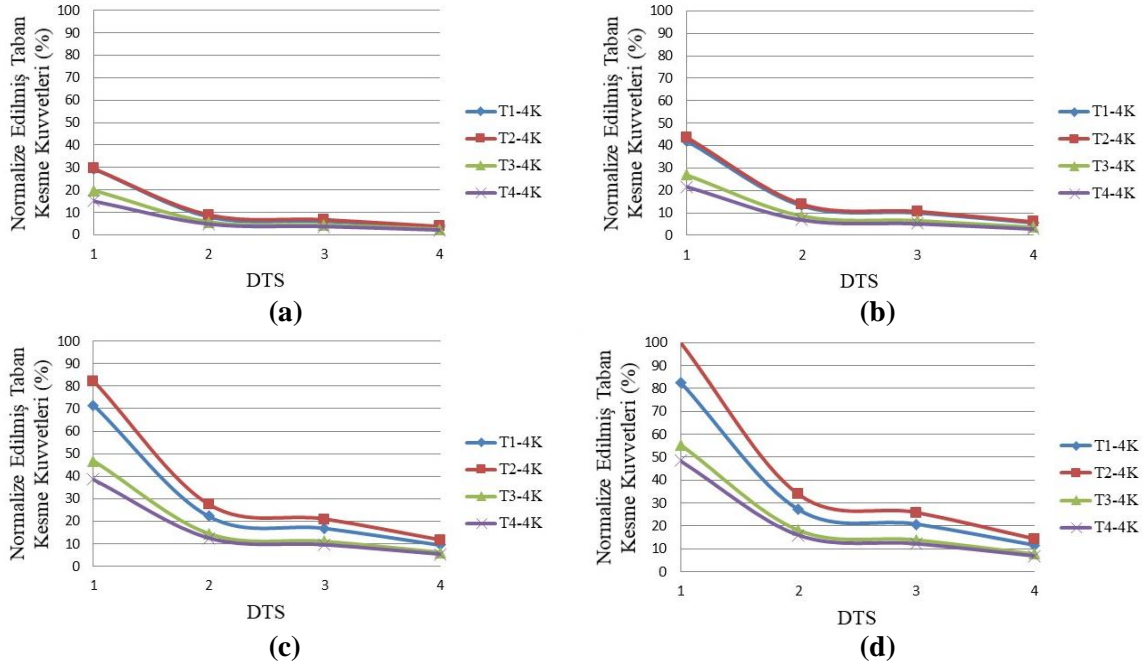 Normalize Edilmiş Taban
Kesme Kuvvetleri (%)
100
90
80
70
60
50
40
30
20
10
0
1 2 3 4
DTS
T1-4K
T2-4K
T3-4K
T4-4K
(a)
Normalize Edilmiş Taban
Kesme Kuvvetleri (%)
100
90
80
70
60
50
40
30
20
10
0
1 2 3 4
DTS
T1-4K
T2-4K
T3-4K
T4-4K
(b)
Normalize Edilmiş Taban
Kesme Kuvvetleri (%)
100
90
80
70
60
50
40
30
20
10
0
1 2 3 4
DTS
T1-4K
T2-4K
T3-4K
T4-4K
(c)
Normalize Edilmiş Taban
Kesme Kuvvetleri (%)
100
90
80
70
60
50
40
30
20
10
0
1 2 3 4
DTS
T1-4K
T2-4K
T3-4K
T4-4K
(d)